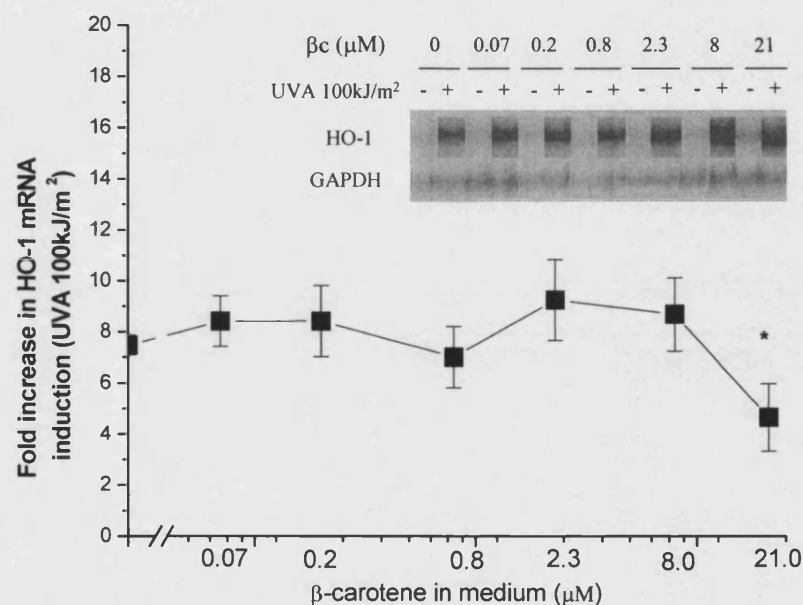 βc (μM) 0 0.07 0.2 0.8 2.3 8 21
UVA 100kJ/m² - + - + - + - + - + - + - +
HO-1
GAPDH
Fold increase in HO-1 mRNA
induction (UVA 100kJ/m²)
20
18
16
14
12
10
8
6
4
2
0
*
0.07 0.2 0.8 2.3 8.0 21.0
β-carotene in medium (μM)